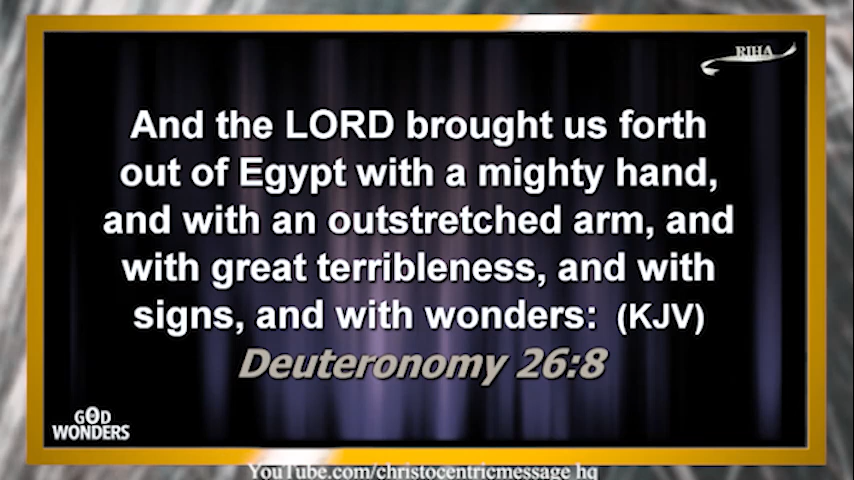 RIHA
And the LORD brought us forth
out of Egypt with a mighty hand,
and with an outstretched arm, and
with great terribleness, and with
signs, and with wonders: (KJV)
Deuteronomy 26:8
GOD
WONDERS
YouTube.com/christocentricmessage hq